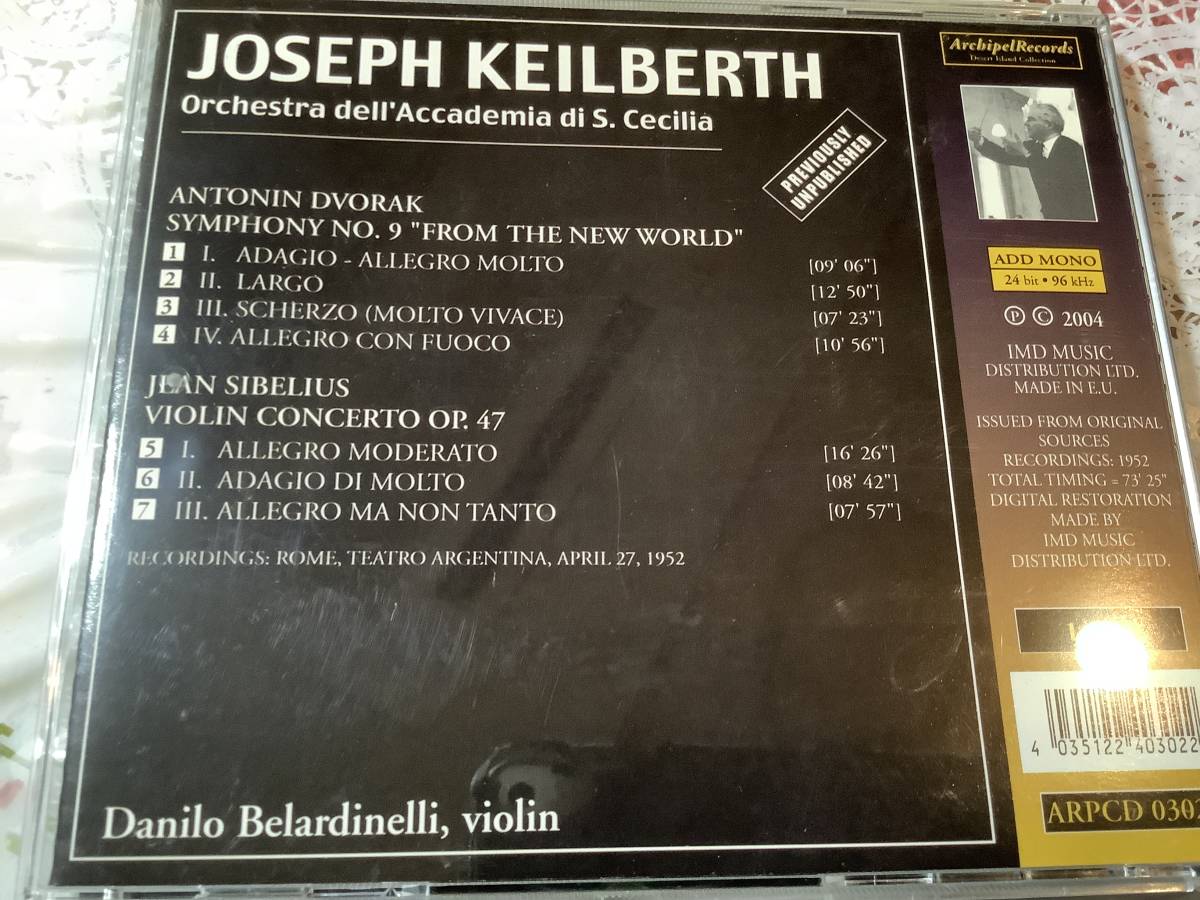 JOSEPH KEILBERTH
Orchestra dell'Accademia di S. Cecilia
PREVIOUSLY
UNPUBLISHED
ANTONIN DVORAK
SYMPHONY NO. 9 "FROM THE NEW WORLD"
1 I. ADAGIO - ALLEGRO MOLTO [09' 06"]
2 II. LARGO [12' 50"]
3 III. SCHERZO (MOLTO VIVACE) [07' 23"]
4 IV. ALLEGRO CON FUOCO [10' 56"]
JEAN SIBELIUS
VIOLIN CONCERTO OP. 47
5 I. ALLEGRO MODERATO [16' 26"]
6 II. ADAGIO DI MOLTO [08' 42"]
7 III. ALLEGRO MA NON TANTO [07' 57"]
RECORDINGS: ROME, TEATRO ARGENTINA, APRIL 27, 1952
Danilo Belardinelli, violin
ArchipelRecords
Desert Island Collection
ADD MONO
24 bit • 96 kHz
℗ © 2004
IMD MUSIC
DISTRIBUTION LTD.
MADE IN E.U.
ISSUED FROM ORIGINAL
SOURCES
RECORDINGS: 1952
TOTAL TIMING = 73' 25"
DIGITAL RESTORATION
MADE BY
IMD MUSIC
DISTRIBUTION LTD.
4 035122 403022
ARPCD 0302